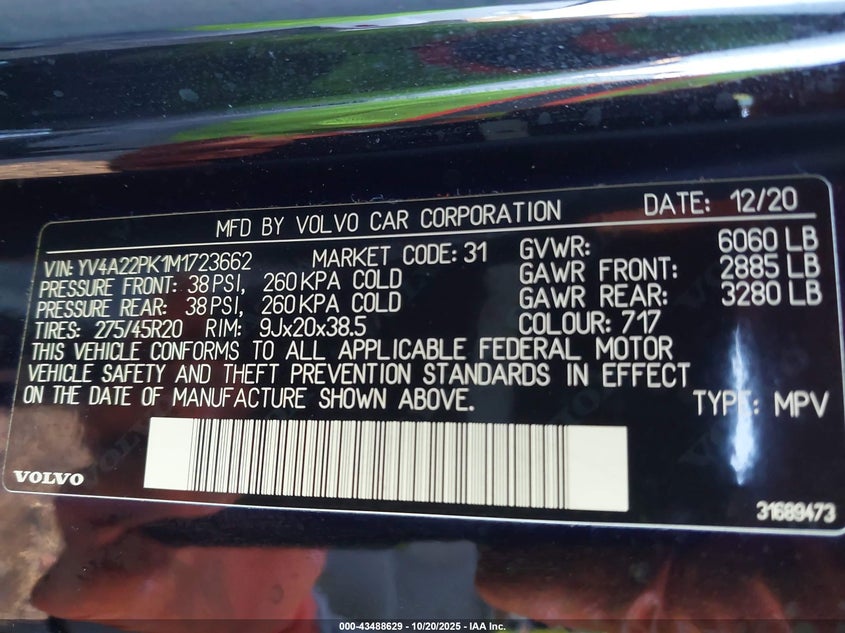 MFD BY VOLVO CAR CORPORATION DATE: 12/20
VIN: YV4A22PK1M1723662 MARKET CODE: 31 GVWR: 6060 LB
PRESSURE FRONT: 38 PSI, 260 KPA COLD GAWR FRONT: 2885 LB
PRESSURE REAR: 38 PSI, 260 KPA COLD GAWR REAR: 3280 LB
TIRES: 275/45R20 RIM: 9Jx20x38.5 COLOUR: 717
THIS VEHICLE CONFORMS TO ALL APPLICABLE FEDERAL MOTOR
VEHICLE SAFETY AND THEFT PREVENTION STANDARDS IN EFFECT
ON THE DATE OF MANUFACTURE SHOWN ABOVE. TYPE: MPV
VOLVO
31689473
000-43488629 - 10/20/2025 - IAA Inc.